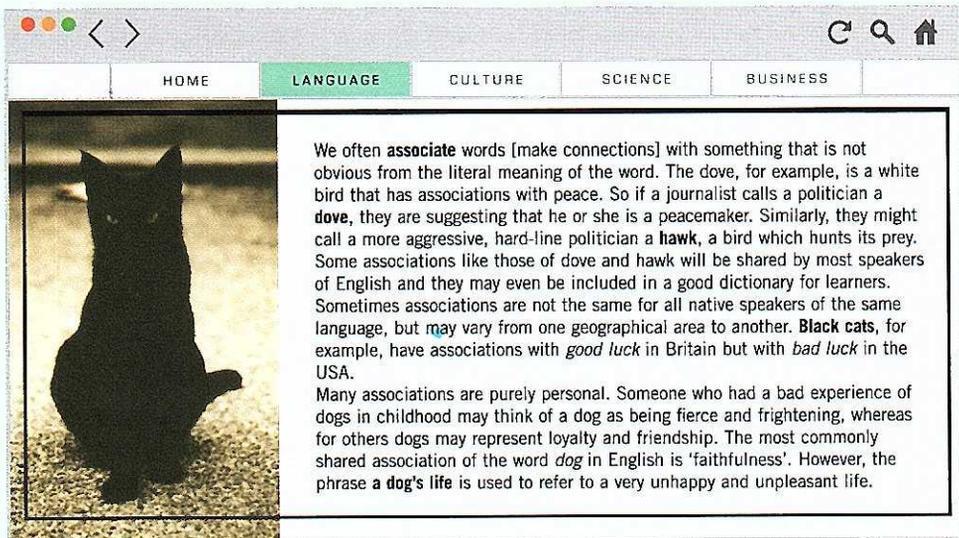 HOME
LANGUAGE
CULTURE
SCIENCE
BUSINESS
We often associate words [make connections] with something that is not
obvious from the literal meaning of the word. The dove, for example, is a white
bird that has associations with peace. So if a journalist calls a politician a
dove, they are suggesting that he or she is a peacemaker. Similarly, they might
call a more aggressive, hard-line politician a hawk, a bird which hunts its prey.
Some associations like those of dove and hawk will be shared by most speakers
of English and they may even be included in a good dictionary for learners.
Sometimes associations are not the same for all native speakers of the same
language, but may vary from one geographical area to another. Black cats, for
example, have associations with good luck in Britain but with bad luck in the
USA.
Many associations are purely personal. Someone who had a bad experience of
dogs in childhood may think of a dog as being fierce and frightening, whereas
for others dogs may represent loyalty and friendship. The most commonly
shared association of the word dog in English is 'faithfulness'. However, the
phrase a dog's life is used to refer to a very unhappy and unpleasant life.